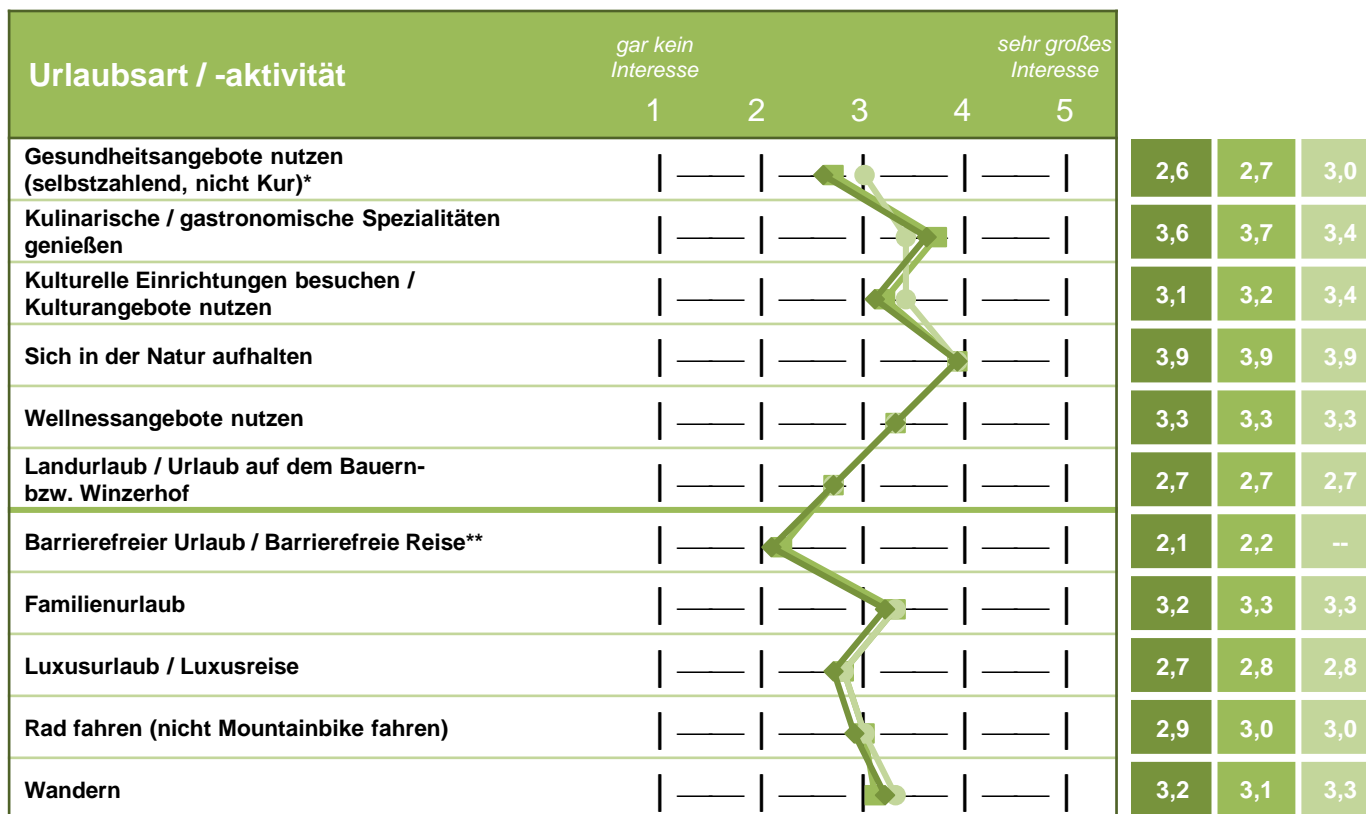 Urlaubsart / -aktivität
gar kein
Interesse
sehr großes
Interesse
1 2 3 4 5
Gesundheitsangebote nutzen
(selbstzahlend, nicht Kur)*
2,6 2,7 3,0
Kulinarische / gastronomische Spezialitäten
genießen
3,6 3,7 3,4
Kulturelle Einrichtungen besuchen /
Kulturangebote nutzen
3,1 3,2 3,4
Sich in der Natur aufhalten
3,9 3,9 3,9
Wellnessangebote nutzen
3,3 3,3 3,3
Landurlaub / Urlaub auf dem Bauern-
bzw. Winzerhof
2,7 2,7 2,7
Barrierefreier Urlaub / Barrierefreie Reise**
2,1 2,2 --
Familienurlaub
3,2 3,3 3,3
Luxusurlaub / Luxusreise
2,7 2,8 2,8
Rad fahren (nicht Mountainbike fahren)
2,9 3,0 3,0
Wandern
3,2 3,1 3,3